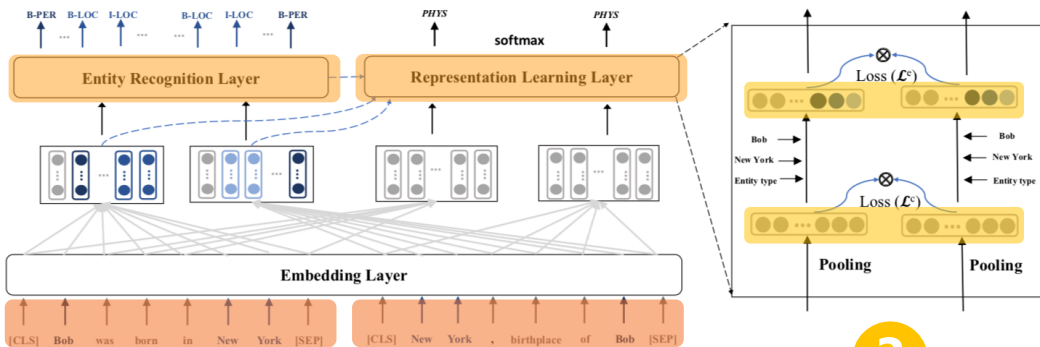 B-PER B-LOC I-LOC B-LOC I-LOC B-PER PHYS PHYS
... ... ... ...
softmax
Entity Recognition Layer Representation Learning Layer
Loss (ℒᶜ)
Bob Bob
New York New York
Entity type Entity type
Loss (ℒᶜ)
Pooling Pooling
Embedding Layer
[CLS] Bob was born in New York [SEP] [CLS] New York , birthplace of Bob [SEP]